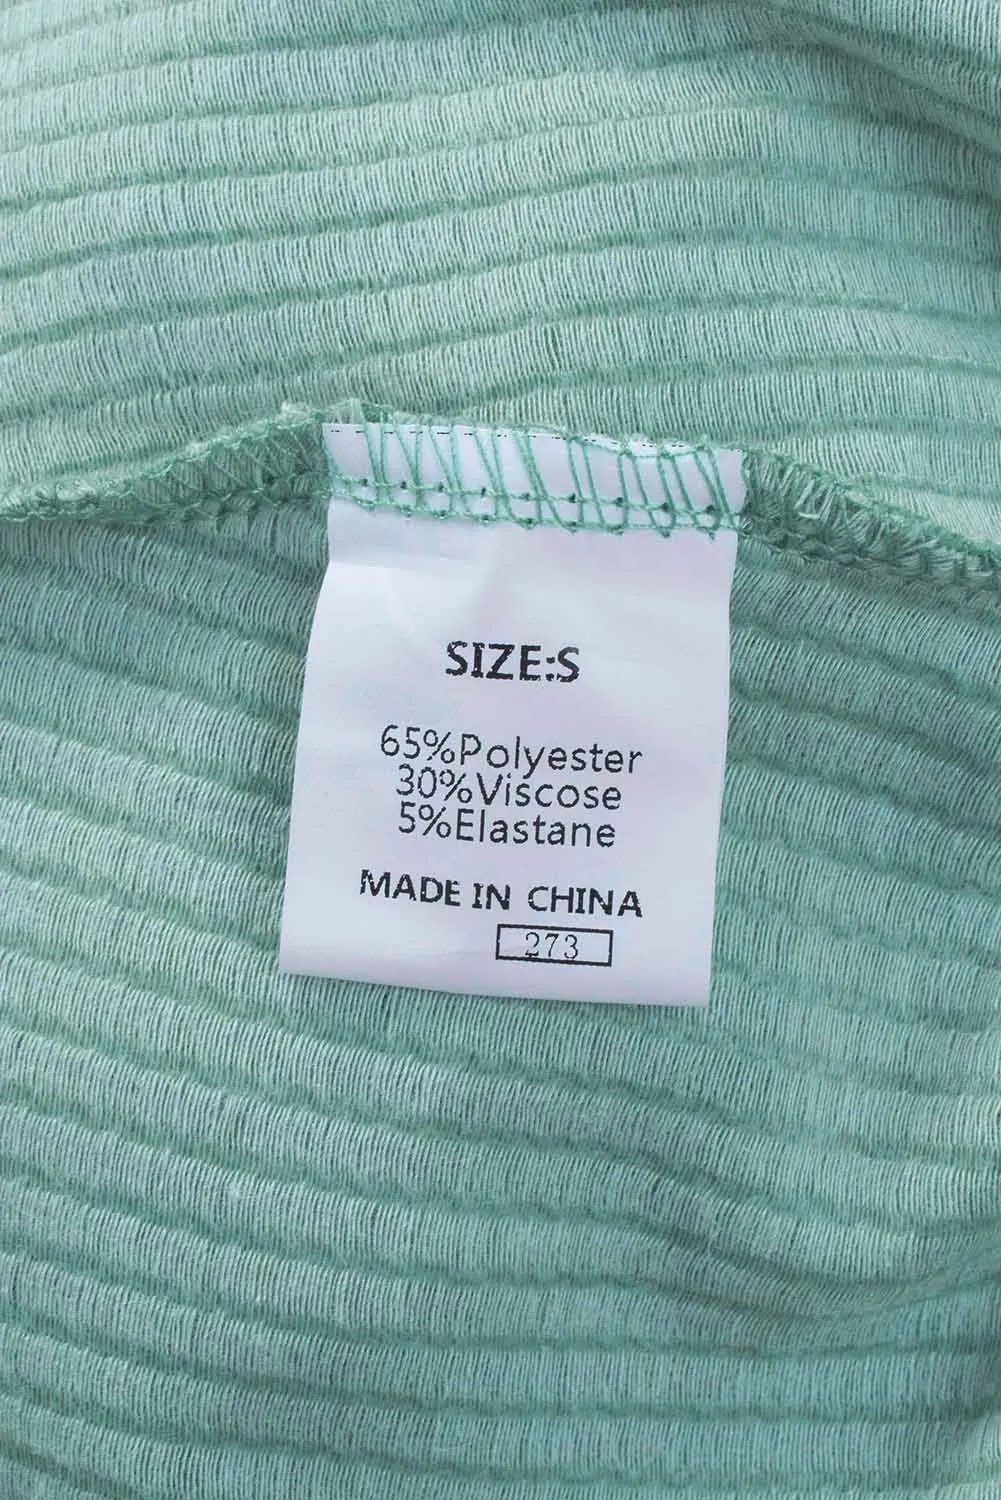 SIZE:S
65%Polyester
30%Viscose
5%Elastane
MADE IN CHINA
273